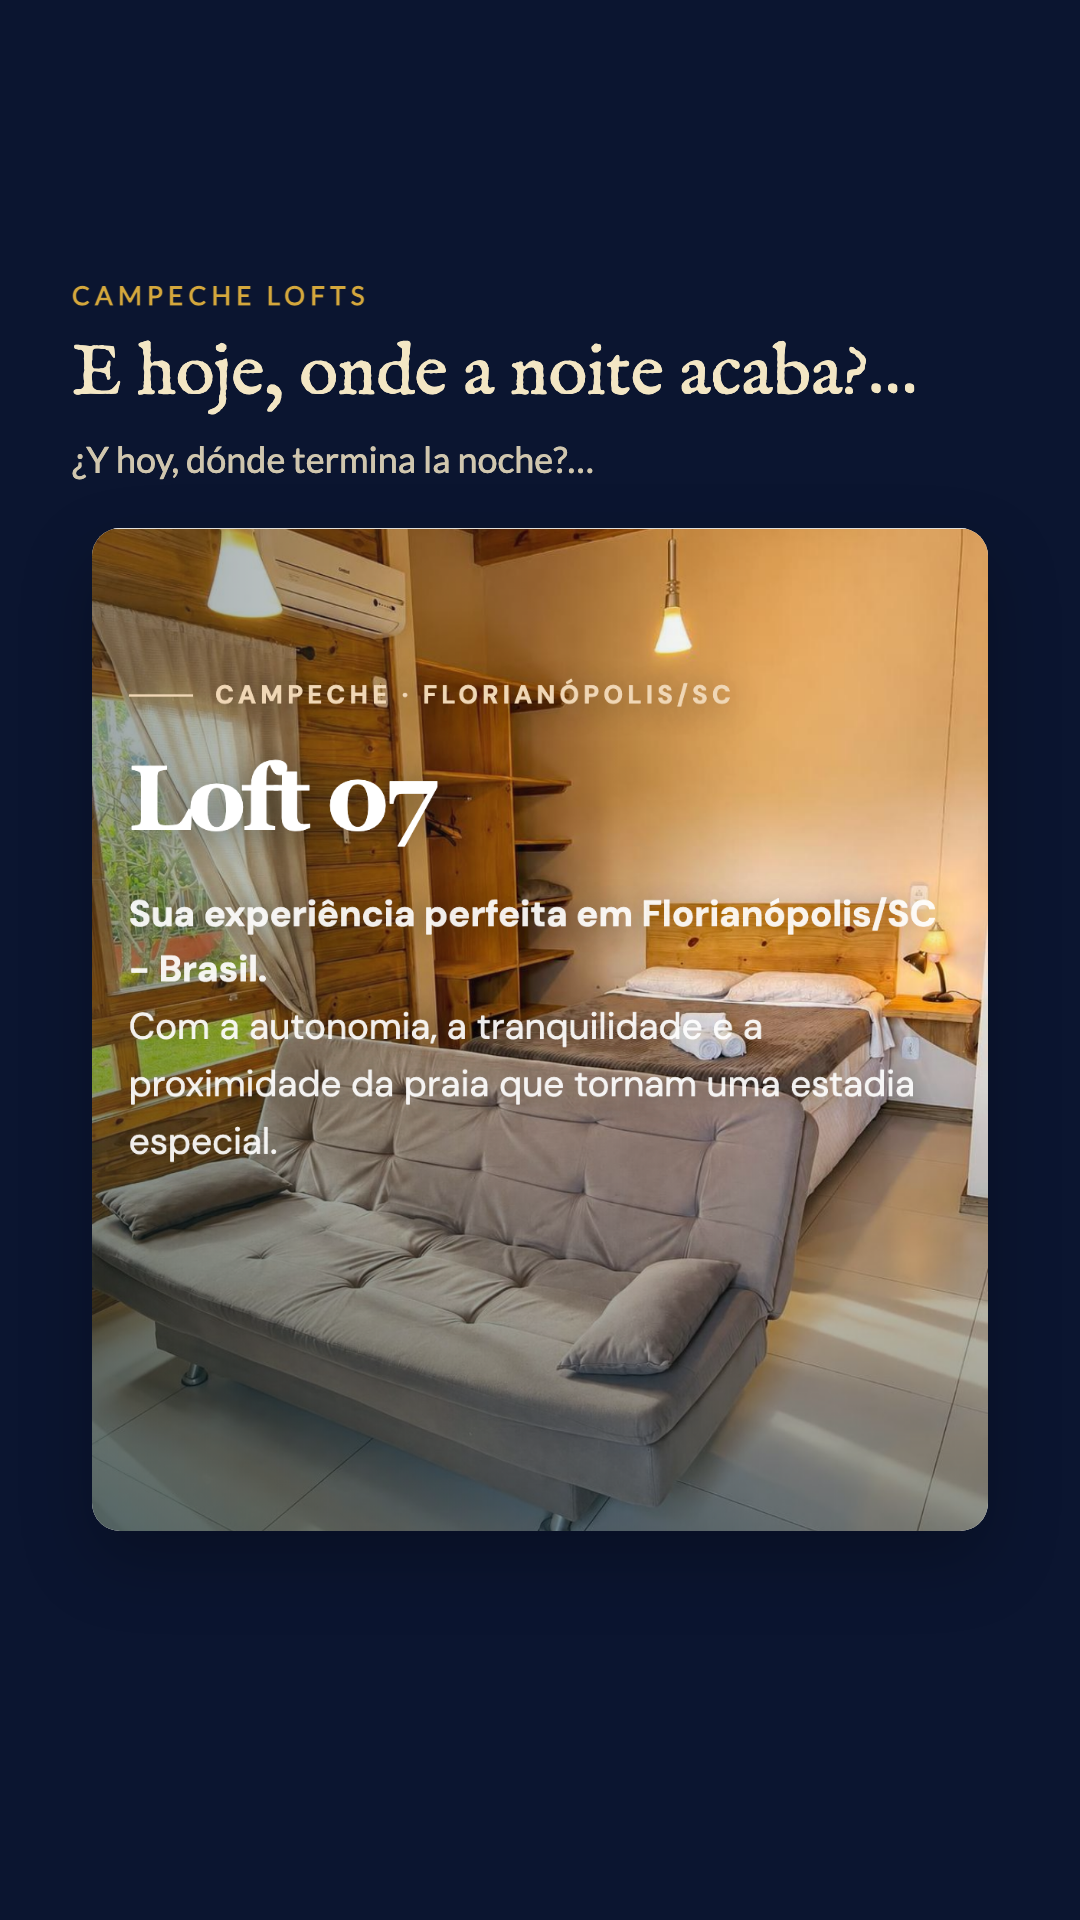 CAMPECHE LOFTS
E hoje, onde a noite acaba?...
¿Y hoy, dónde termina la noche?...
CAMPECHE · FLORIANÓPOLIS/SC
Loft 07
Sua experiência perfeita em Florianópolis/SC
– Brasil.
Com a autonomia, a tranquilidade e a
proximidade da praia que tornam uma estadia
especial.